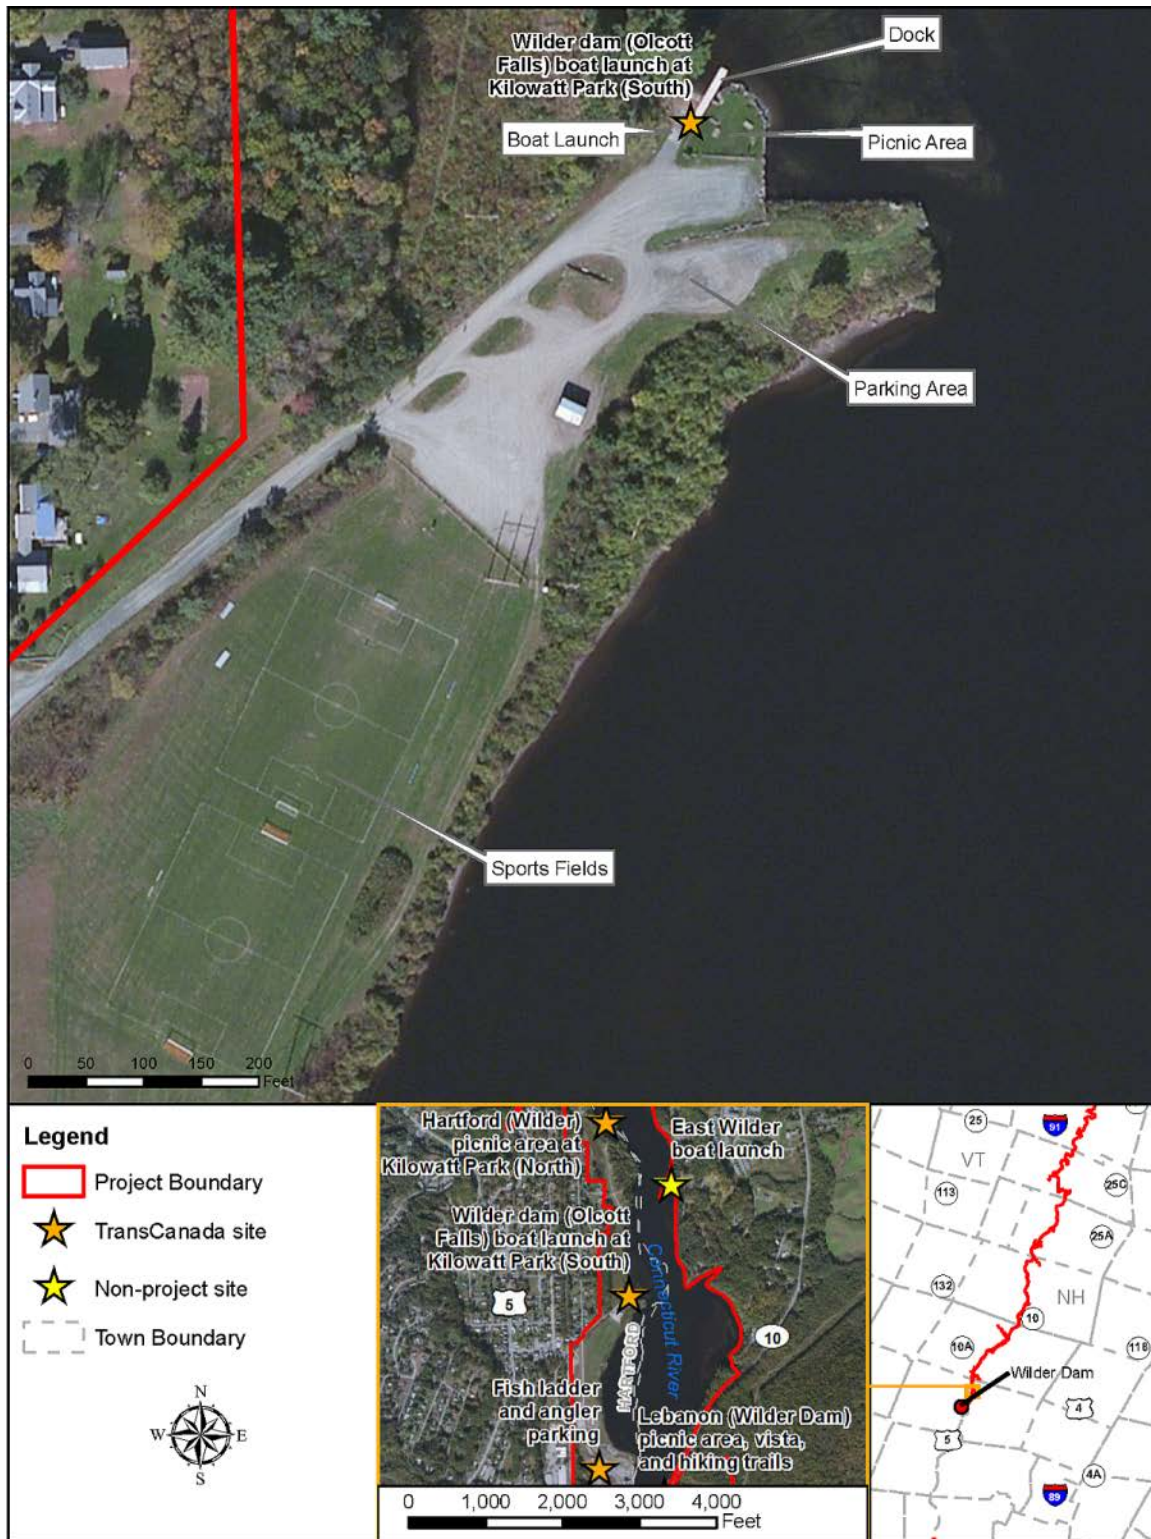 Wilder dam (Olcott
Falls) boat launch at
Kilowatt Park (South)
Dock
Boat Launch
Picnic Area
Parking Area
Sports Fields
0 50 100 150 200
Feet
Legend
Project Boundary
TransCanada site
Non-project site
Town Boundary
N
W E
S
Hartford (Wilder)
picnic area at
Kilowatt Park (North)
East Wilder
boat launch
Wilder dam (Olcott
Falls) boat launch at
Kilowatt Park (South)
5
Connecticut River
HARTFORD
10
Fish ladder
and angler
parking
Lebanon (Wilder Dam)
picnic area, vista,
and hiking trails
0 1,000 2,000 3,000 4,000
Feet
25
91
VT
113
25C
25A
132
NH
10
10A
118
Wilder Dam
4
5
4A
89